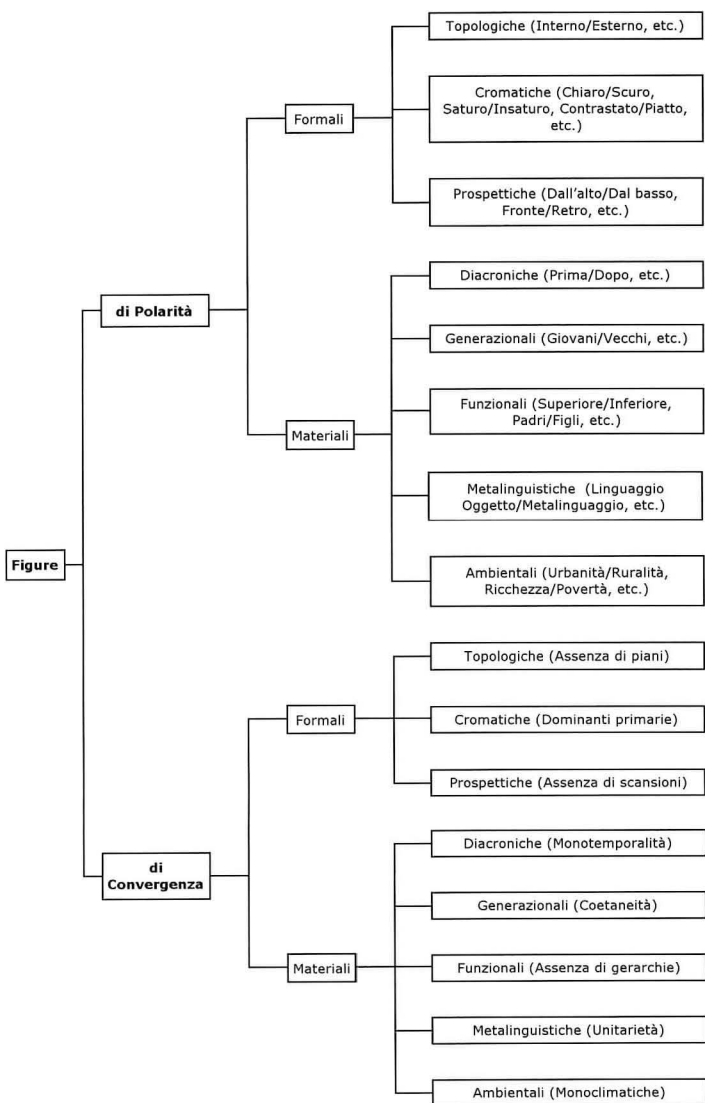 Topologiche (Interno/Esterno, etc.)
Cromatiche (Chiaro/Scuro,
Saturo/Insaturo, Contrastato/Piatto,
etc.)
Formali
Prospettiche (Dall'alto/Dal basso,
Fronte/Retro, etc.)
Diacroniche (Prima/Dopo, etc.)
di Polarità
Generazionali (Giovani/Vecchi, etc.)
Funzionali (Superiore/Inferiore,
Padri/Figli, etc.)
Materiali
Metalinguistiche (Linguaggio
Oggetto/Metalinguaggio, etc.)
Figure
Ambientali (Urbanità/Ruralità,
Ricchezza/Povertà, etc.)
Topologiche (Assenza di piani)
Formali
Cromatiche (Dominanti primarie)
Prospettiche (Assenza di scansioni)
Diacroniche (Monotemporalità)
di
Convergenza
Generazionali (Coetaneità)
Materiali
Funzionali (Assenza di gerarchie)
Metalinguistiche (Unitarietà)
Ambientali (Monoclimatiche)